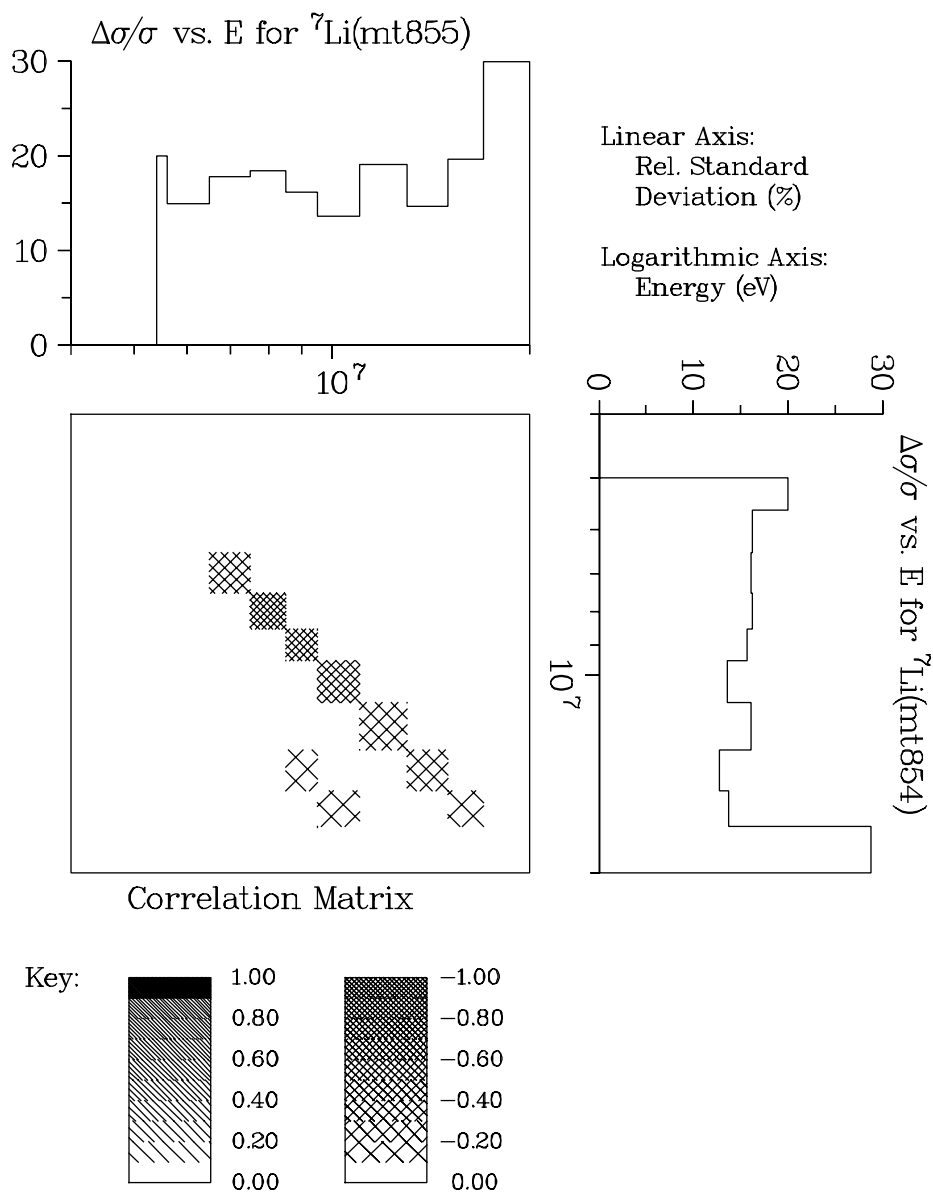 Δσ/σ vs. E for ⁷Li(mt855)
30
20
10
0
10⁷
Linear Axis:
Rel. Standard
Deviation (%)
Logarithmic Axis:
Energy (eV)
0
10
20
30
10⁷
Δσ/σ vs. E for ⁷Li(mt854)
Correlation Matrix
Key:
1.00
0.80
0.60
0.40
0.20
0.00
−1.00
−0.80
−0.60
−0.40
−0.20
0.00